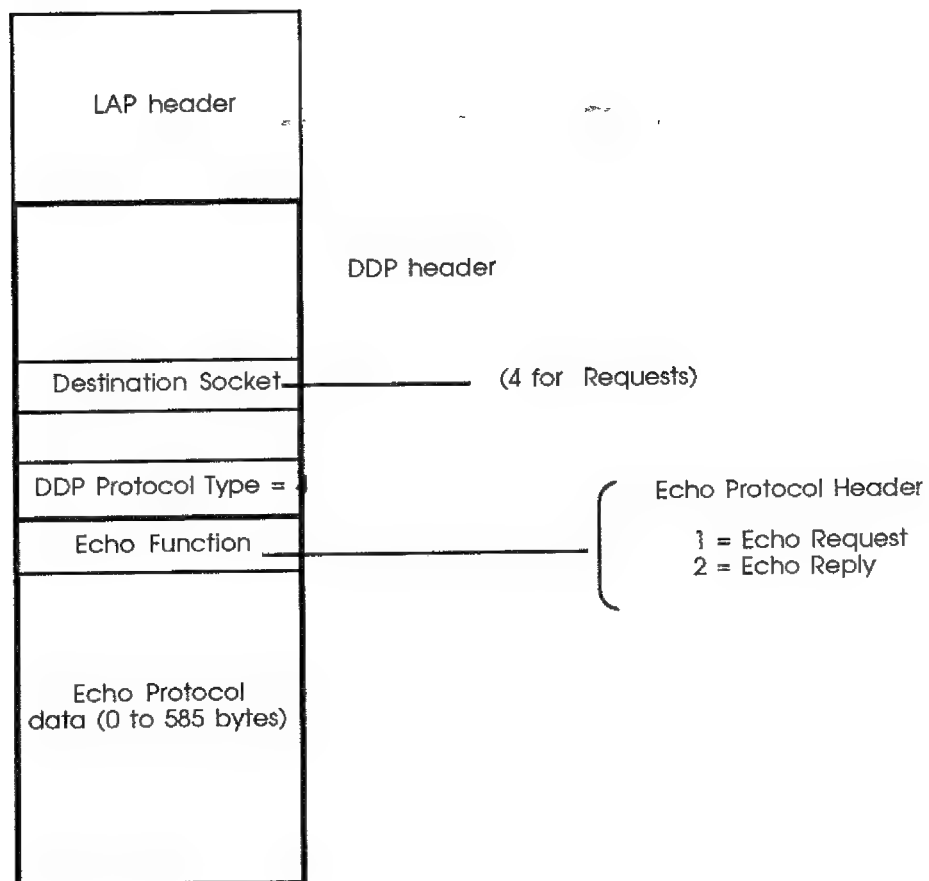 LAP header
DDP header
Destination Socket
(4 for Requests)
DDP Protocol Type = 4
Echo Function
Echo Protocol Header
1 = Echo Request
2 = Echo Reply
Echo Protocol
data (0 to 585 bytes)